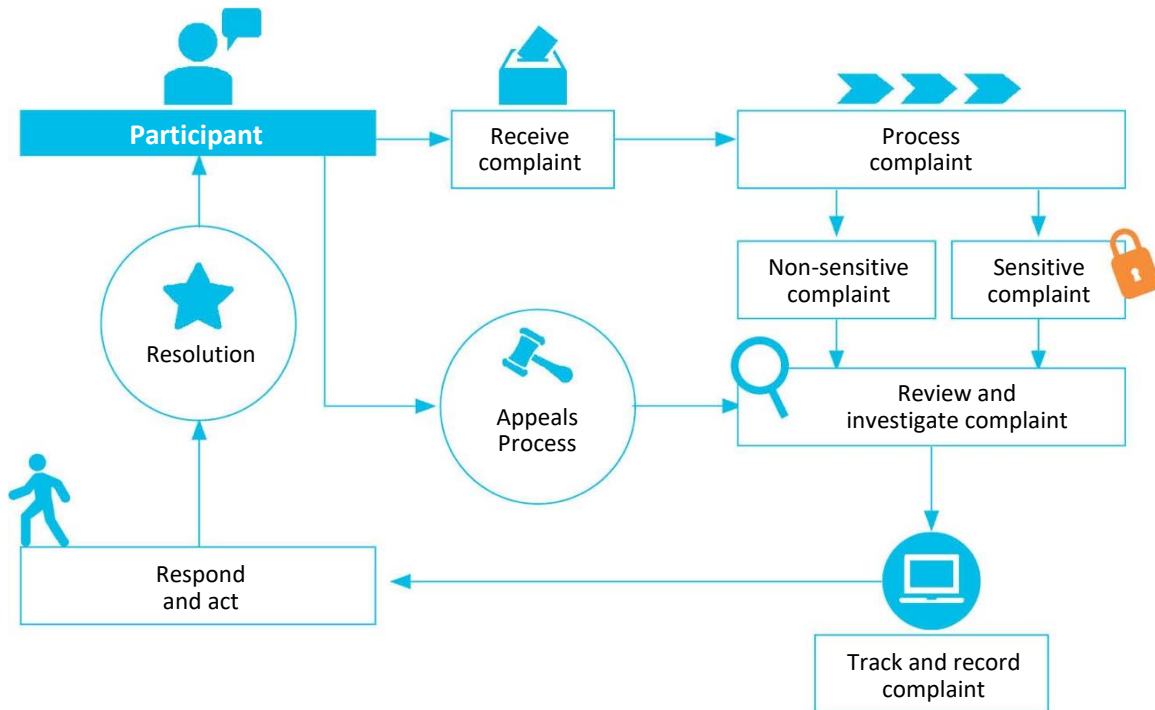 Participant
Receive
complaint
Process
complaint
Non-sensitive
complaint
Sensitive
complaint
Resolution
Appeals
Process
Review and
investigate complaint
Respond
and act
Track and record
complaint